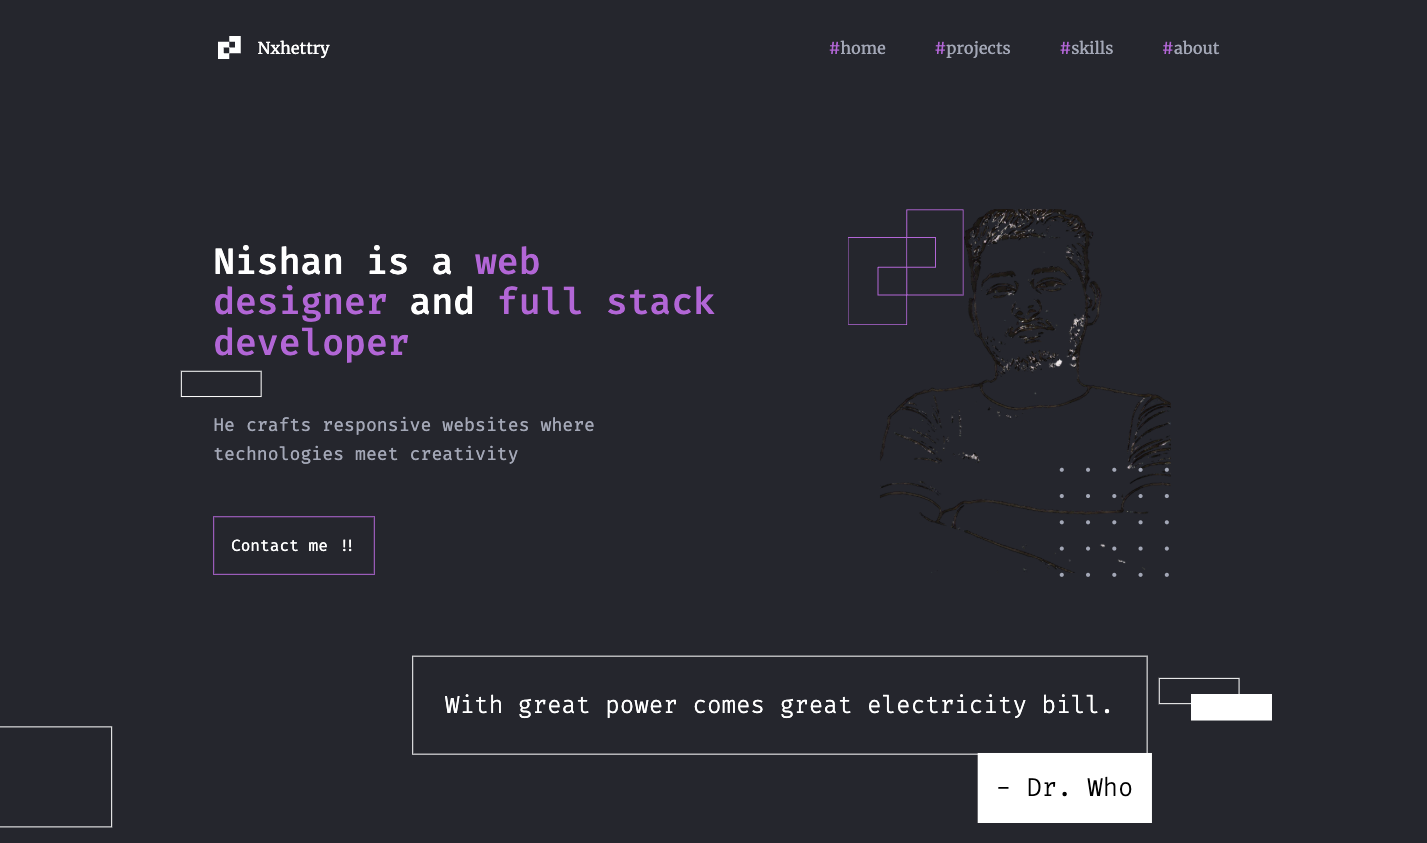 Nxhettry
#home #projects #skills #about
Nishan is a web
designer and full stack
developer
He crafts responsive websites where
technologies meet creativity
Contact me !!
With great power comes great electricity bill.
- Dr. Who